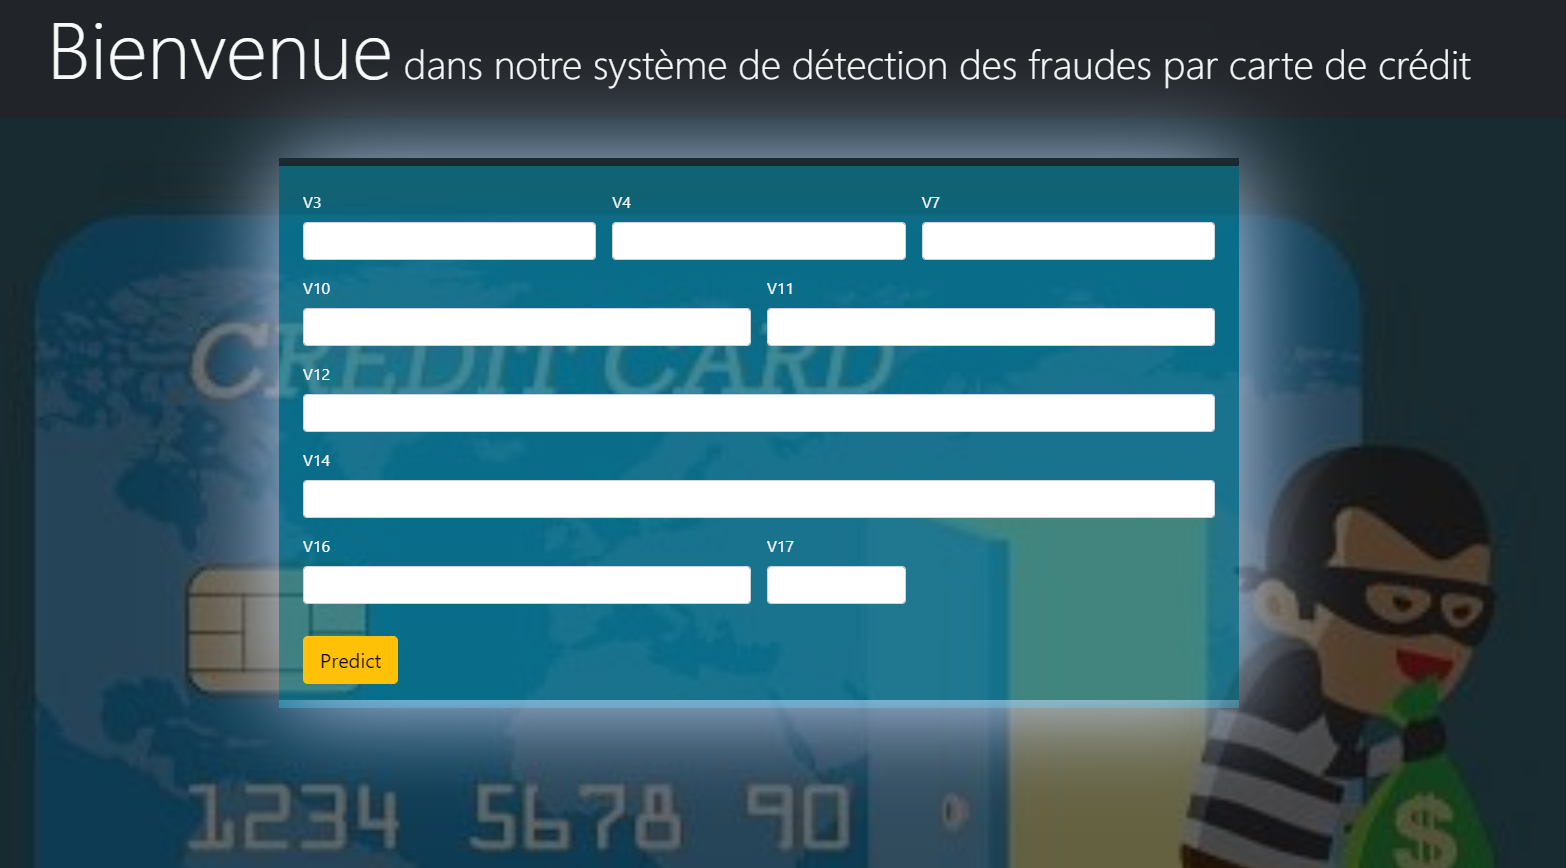 Bienvenue dans notre système de détection des fraudes par carte de crédit
V3 V4 V7
V10 V11
CREDIT CARD
V12
V14
V16 V17
Predict
1234 5678 90
$